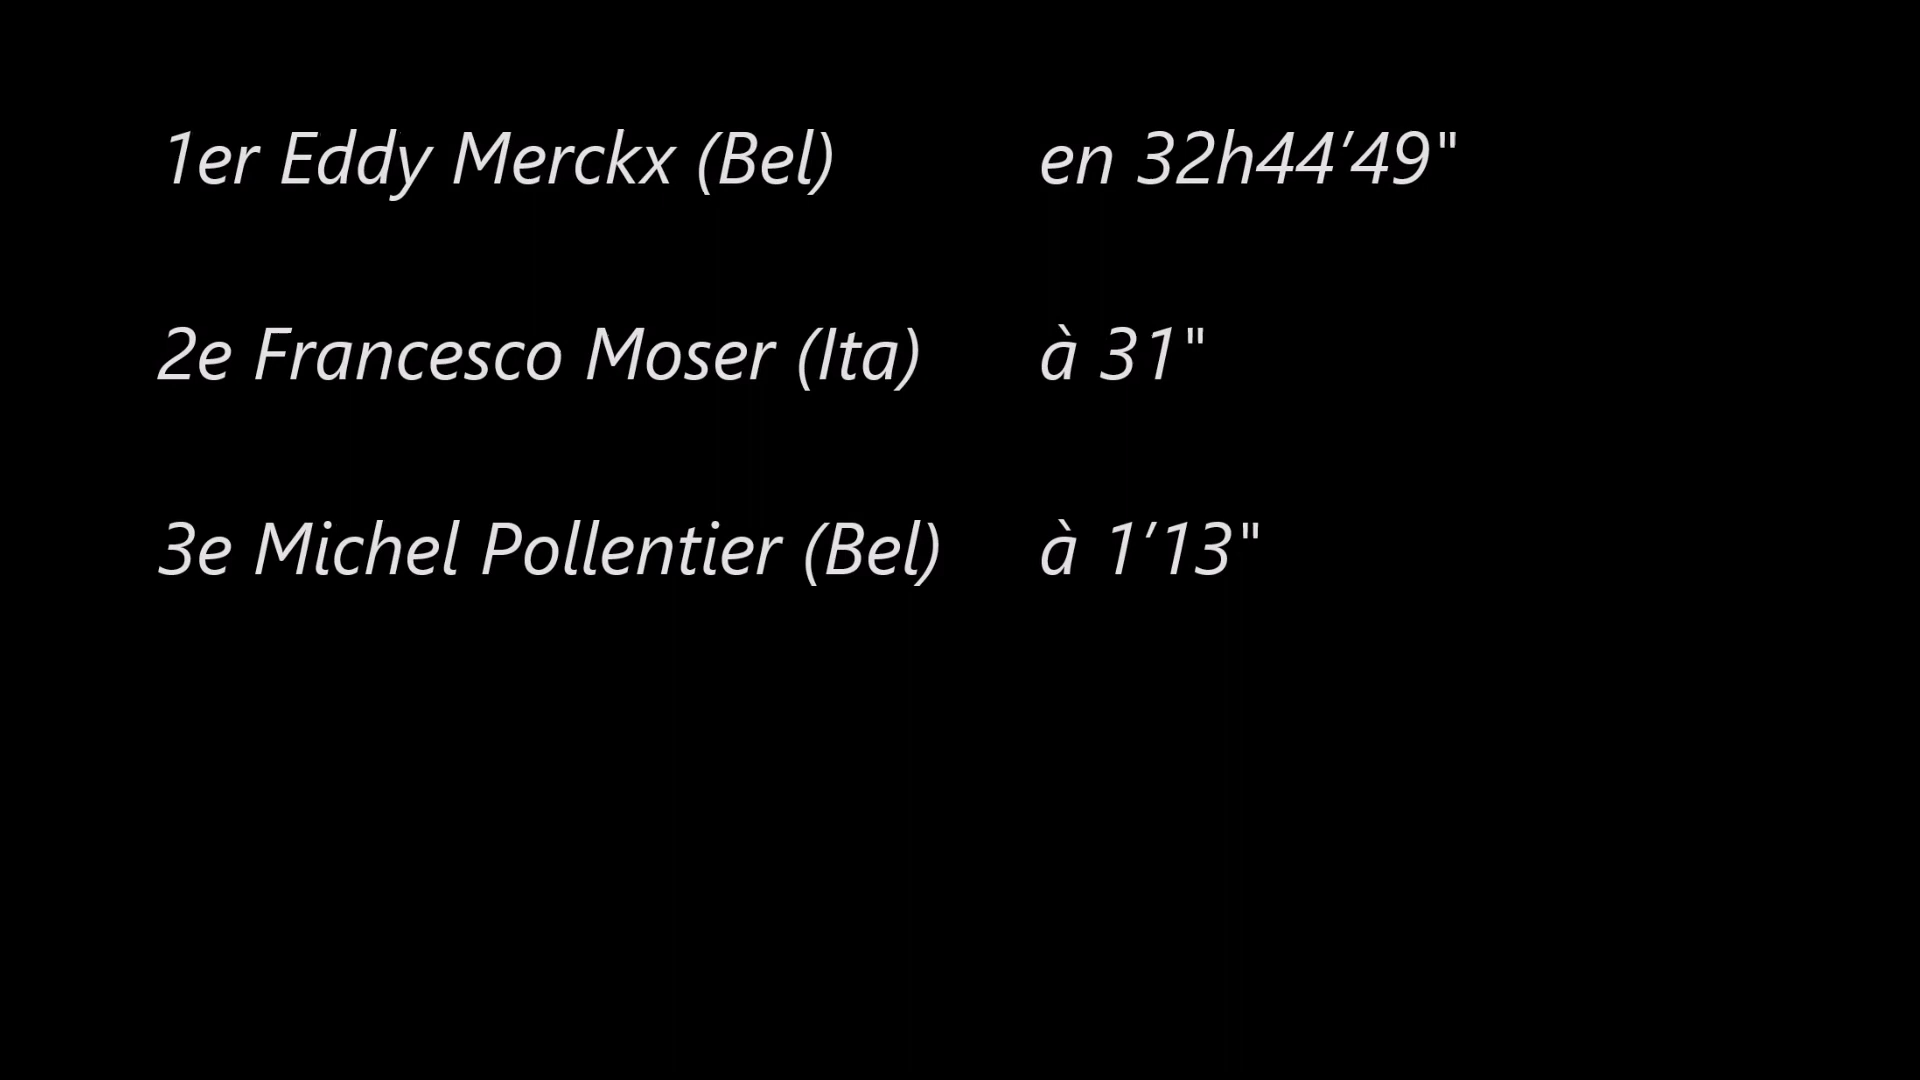 1er Eddy Merckx (Bel) en 32h44’49"
2e Francesco Moser (Ita) à 31"
3e Michel Pollentier (Bel) à 1’13"